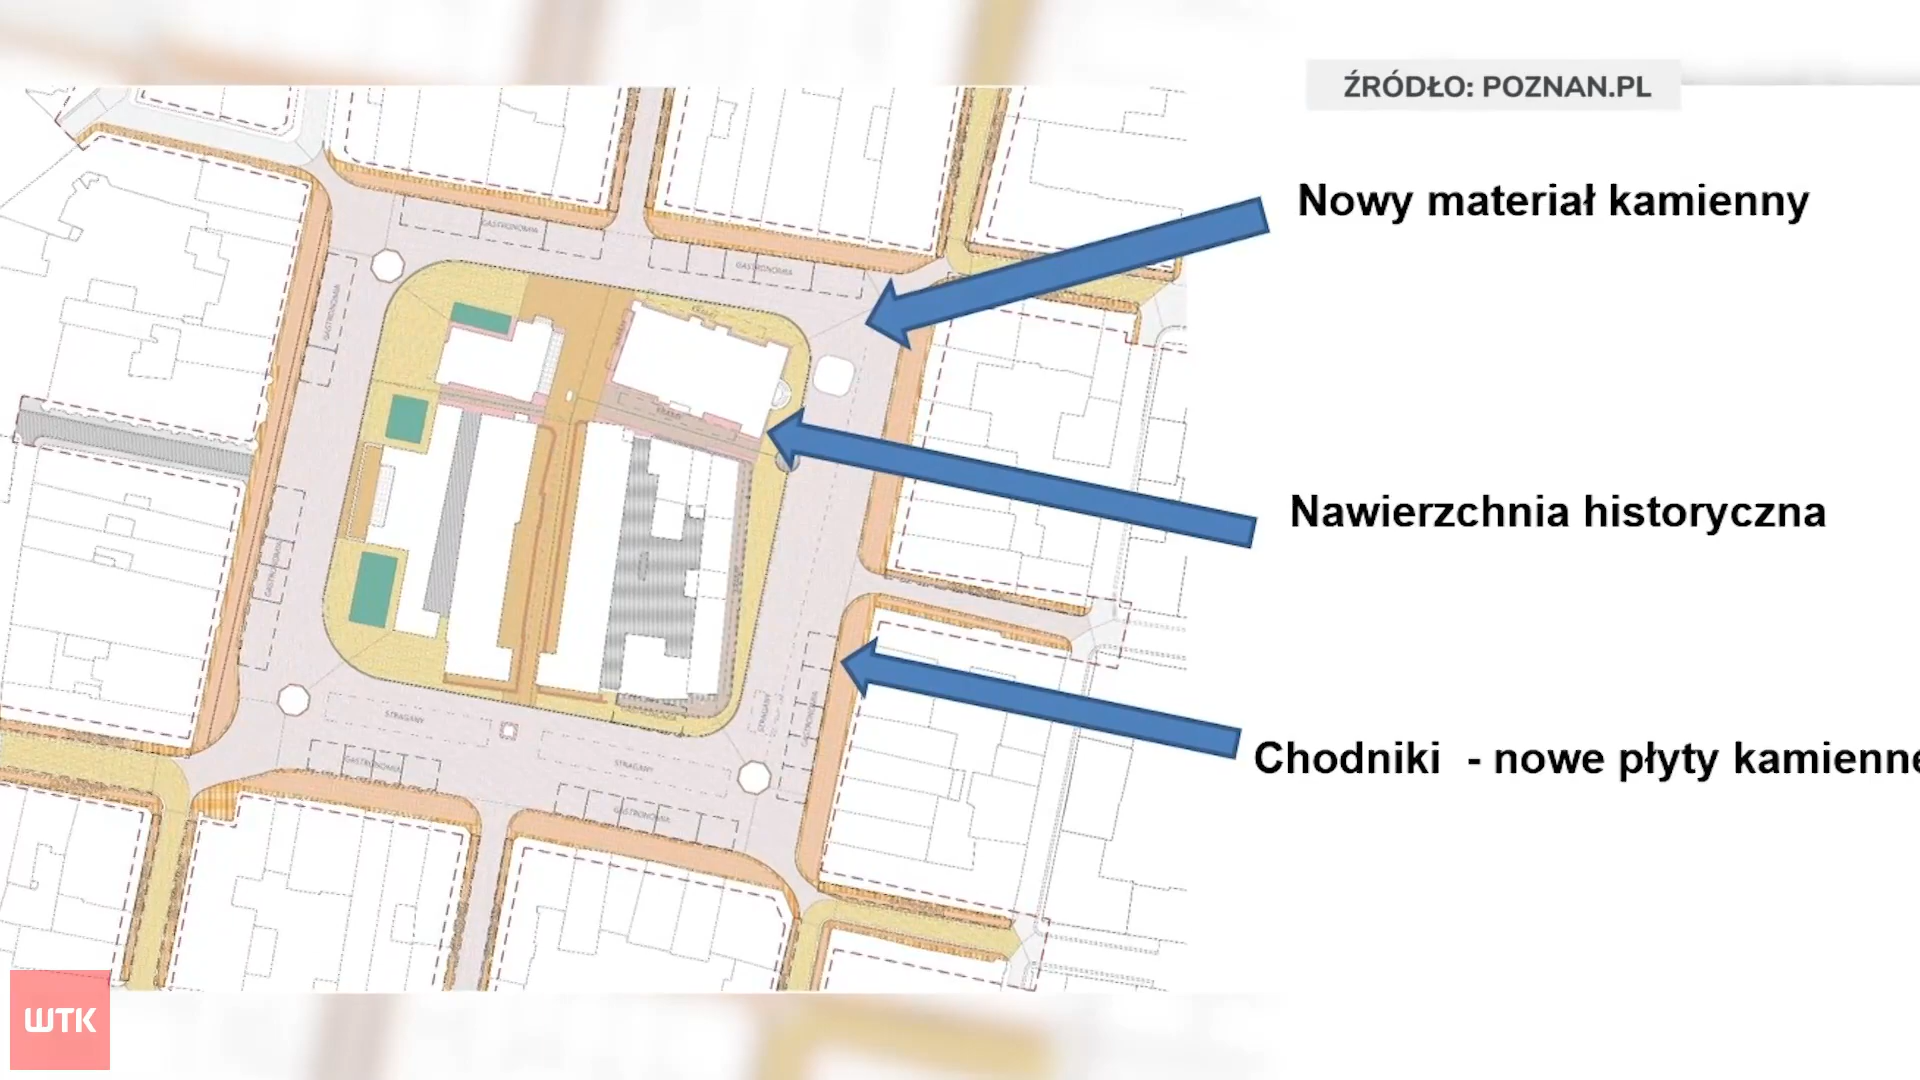 ŹRÓDŁO: POZNAN.PL
Nowy materiał kamienny
GASTRONOMIA
GASTRONOMIA
GASTRONOMIA
Nawierzchnia historyczna
GASTRONOMIA
STRAGANY
STRAGANY
GASTRONOMIA
Chodniki - nowe płyty kamienne
STRAGANY
GASTRONOMIA
GASTRONOMIA
WTK